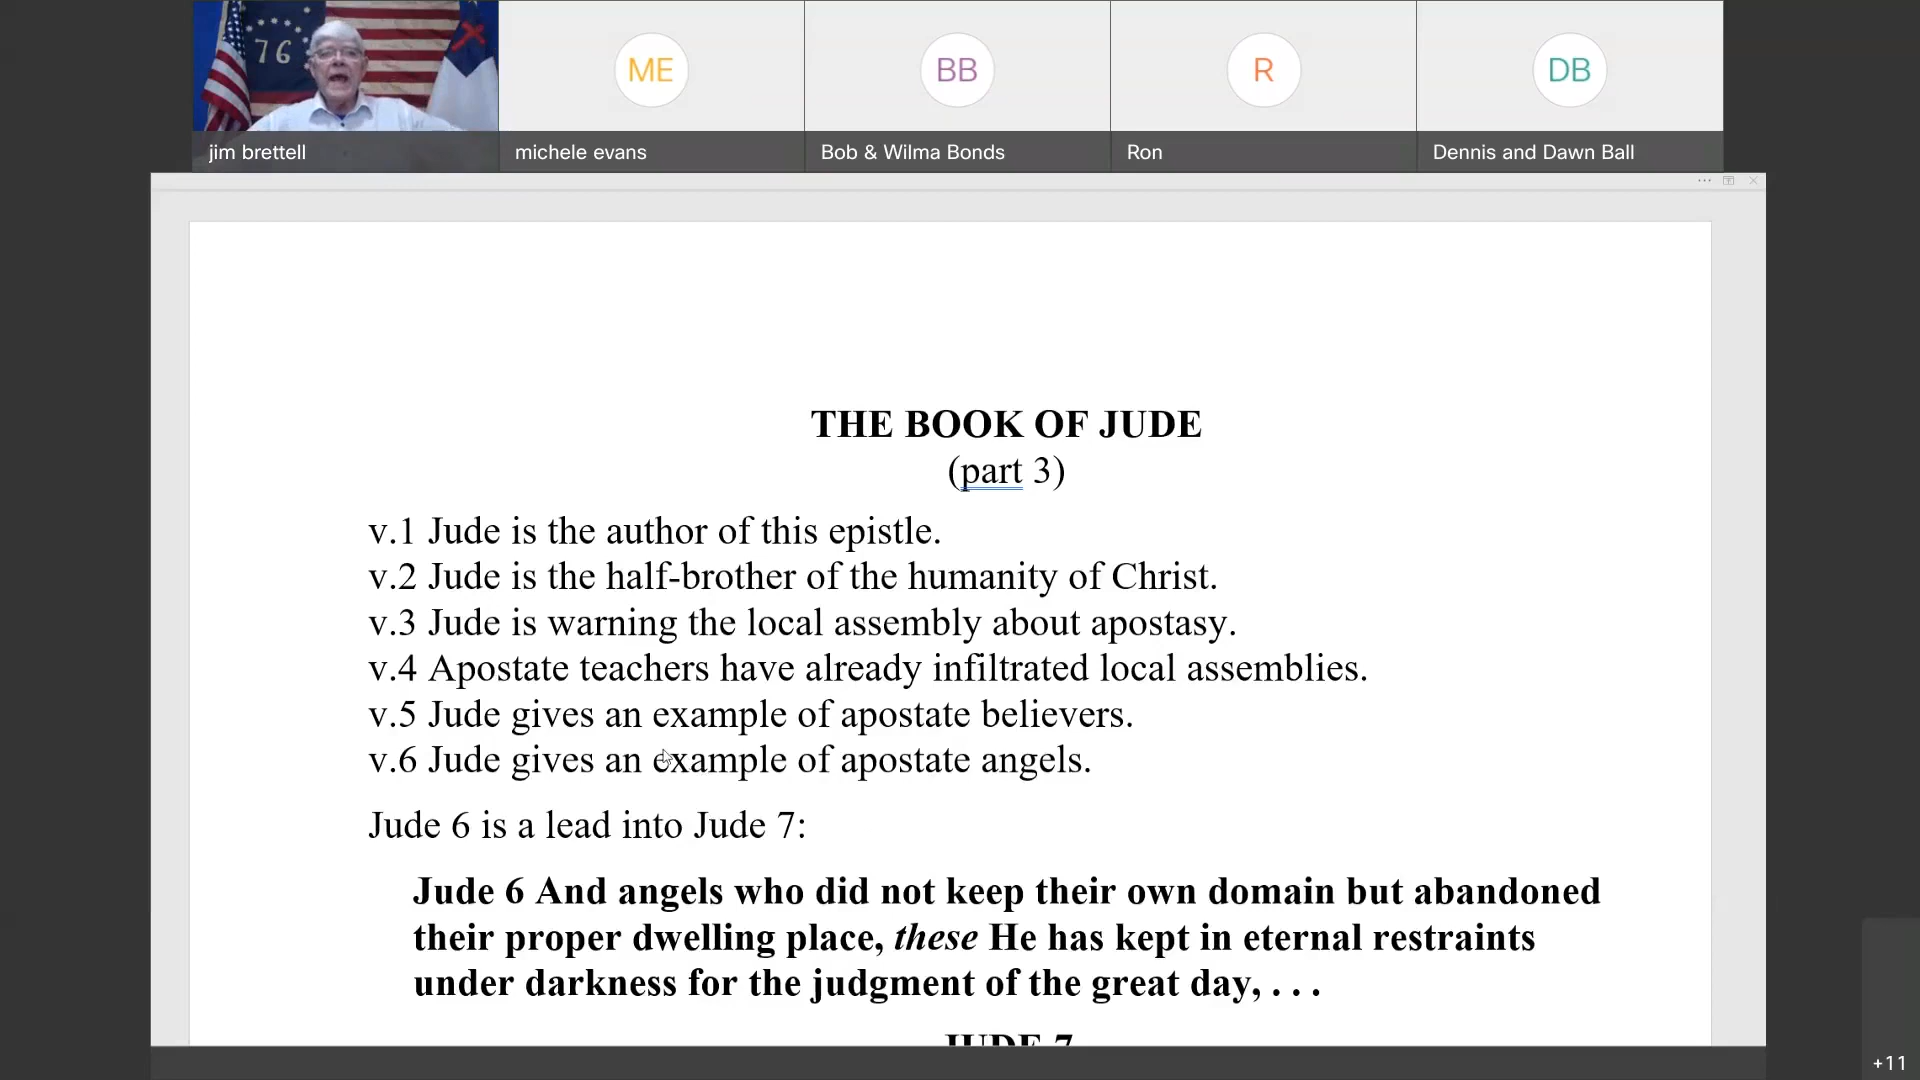 76
ME
BB
R
DB
jim brettell
michele evans
Bob & Wilma Bonds
Ron
Dennis and Dawn Ball
THE BOOK OF JUDE
(part 3)
v.1 Jude is the author of this epistle.
v.2 Jude is the half-brother of the humanity of Christ.
v.3 Jude is warning the local assembly about apostasy.
v.4 Apostate teachers have already infiltrated local assemblies.
v.5 Jude gives an example of apostate believers.
v.6 Jude gives an example of apostate angels.
Jude 6 is a lead into Jude 7:
Jude 6 And angels who did not keep their own domain but abandoned
their proper dwelling place, these He has kept in eternal restraints
under darkness for the judgment of the great day, . . .
JUDE 7
+11